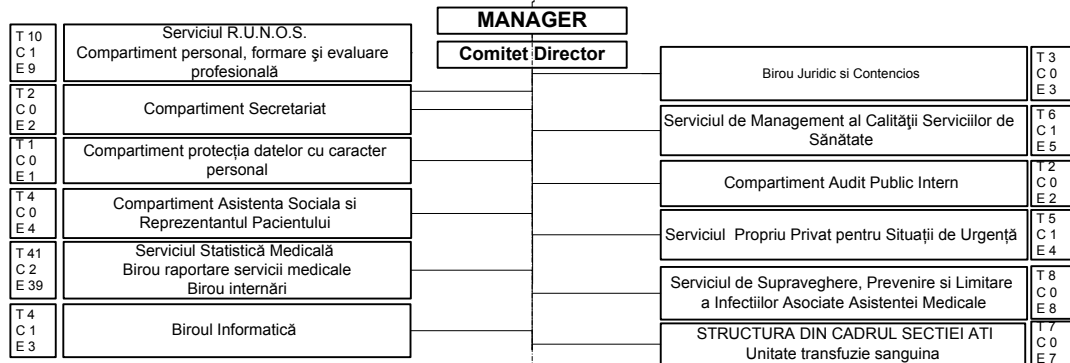 MANAGER
Comitet Director
T 10
C 1
E 9
Serviciul R.U.N.O.S.
Compartiment personal, formare şi evaluare
profesională
T 2
C 0
E 2
Compartiment Secretariat
T 1
C 0
E 1
Compartiment protecția datelor cu caracter
personal
T 4
C 0
E 4
Compartiment Asistenta Sociala si
Reprezentantul Pacientului
T 41
C 2
E 39
Serviciul Statistică Medicală
Birou raportare servicii medicale
Birou internări
T 4
C 1
E 3
Biroul Informatică
Birou Juridic si Contencios
T 3
C 0
E 3
Serviciul de Management al Calităţii Serviciilor de
Sănătate
T 6
C 1
E 5
Compartiment Audit Public Intern
T 2
C 0
E 2
Serviciul Propriu Privat pentru Situații de Urgență
T 5
C 1
E 4
Serviciul de Supraveghere, Prevenire si Limitare
a Infectiilor Asociate Asistentei Medicale
T 8
C 0
E 8
STRUCTURA DIN CADRUL SECTIEI ATI
Unitate transfuzie sanguina
T 7
C 0
E 7